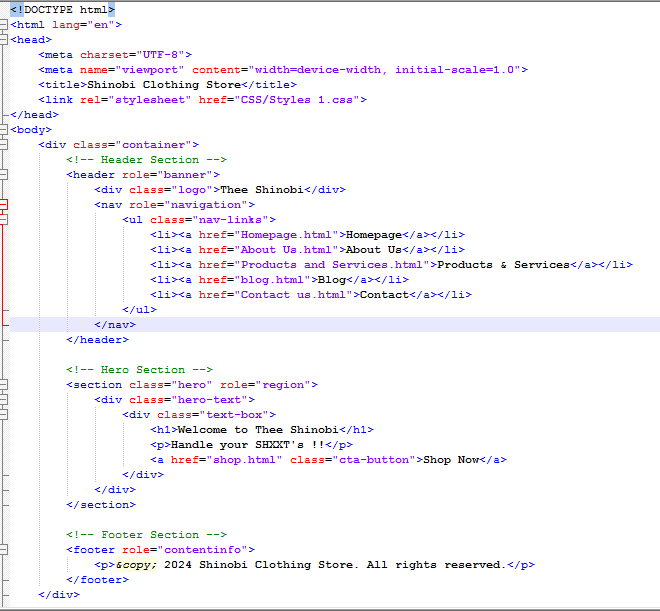 <!DOCTYPE html>
<html lang="en">
<head>
    <meta charset="UTF-8">
    <meta name="viewport" content="width=device-width, initial-scale=1.0">
    <title>Shinobi Clothing Store</title>
    <link rel="stylesheet" href="CSS/Styles 1.css">
</head>
<body>
    <div class="container">
        <!-- Header Section -->
        <header role="banner">
            <div class="logo">Thee Shinobi</div>
            <nav role="navigation">
                <ul class="nav-links">
                    <li><a href="Homepage.html">Homepage</a></li>
                    <li><a href="About Us.html">About Us</a></li>
                    <li><a href="Products and Services.html">Products & Services</a></li>
                    <li><a href="blog.html">Blog</a></li>
                    <li><a href="Contact us.html">Contact</a></li>
                </ul>
            </nav>
        </header>

        <!-- Hero Section -->
        <section class="hero" role="region">
            <div class="hero-text">
                <div class="text-box">
                    <h1>Welcome to Thee Shinobi</h1>
                    <p>Handle your SHXXT's !!</p>
                    <a href="shop.html" class="cta-button">Shop Now</a>
                </div>
            </div>
        </section>

        <!-- Footer Section -->
        <footer role="contentinfo">
            <p>&copy; 2024 Shinobi Clothing Store. All rights reserved.</p>
        </footer>
    </div>